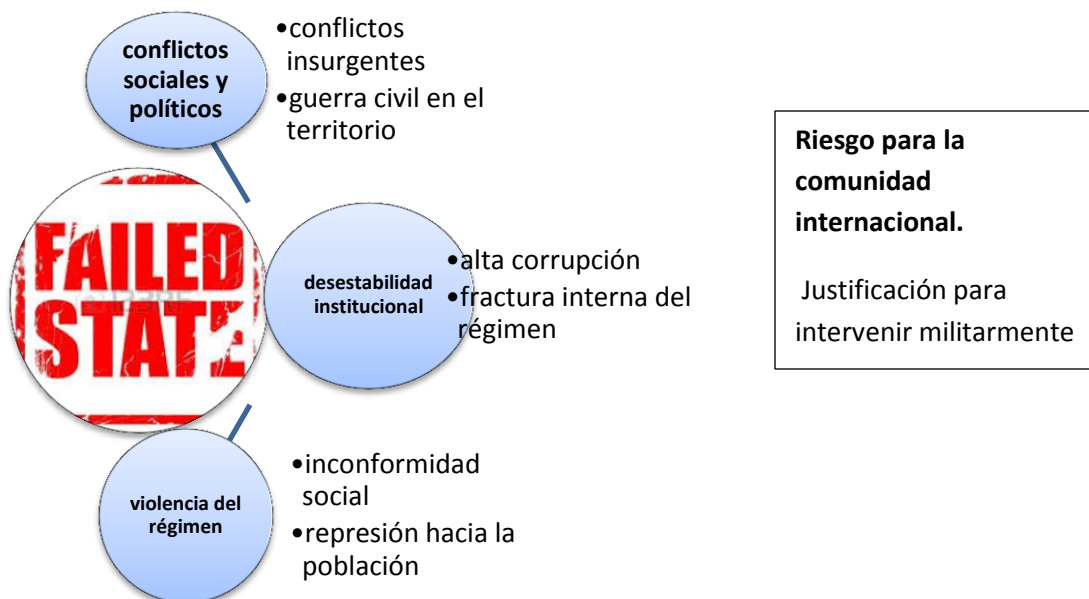 conflictos
sociales y
políticos
•conflictos
insurgentes
•guerra civil en el
territorio
FAILED
STATE
desestabilidad
institucional
•alta corrupción
•fractura interna del
régimen
violencia del
régimen
•inconformidad
social
•represión hacia la
población
Riesgo para la
comunidad
internacional.
Justificación para
intervenir militarmente